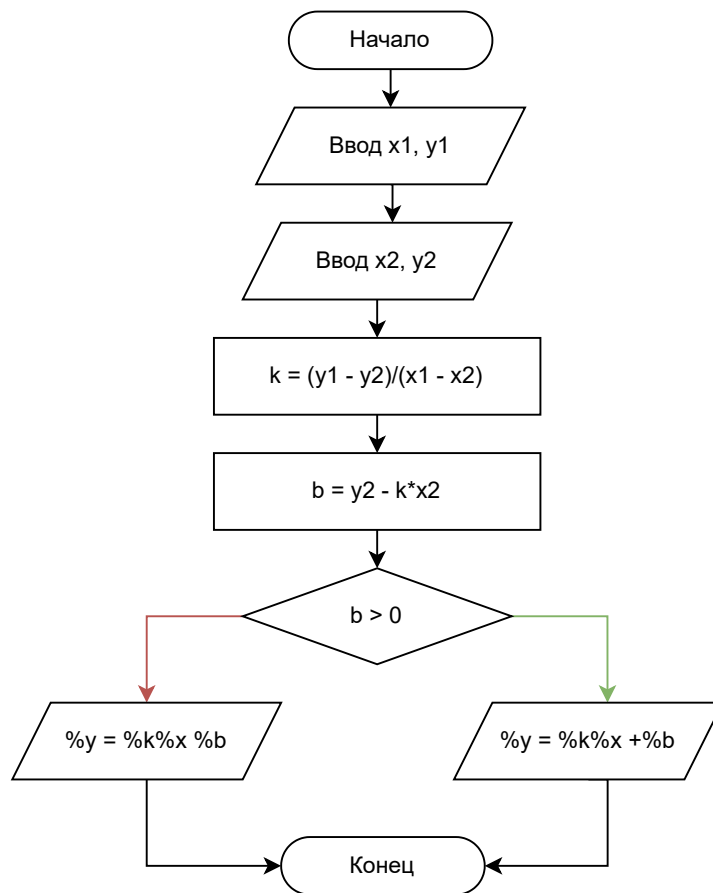 Начало
Ввод x1, y1
Ввод x2, y2
k = (y1 - y2)/(x1 - x2)
b = y2 - k*x2
b > 0
%y = %k%x %b
%y = %k%x +%b
Конец